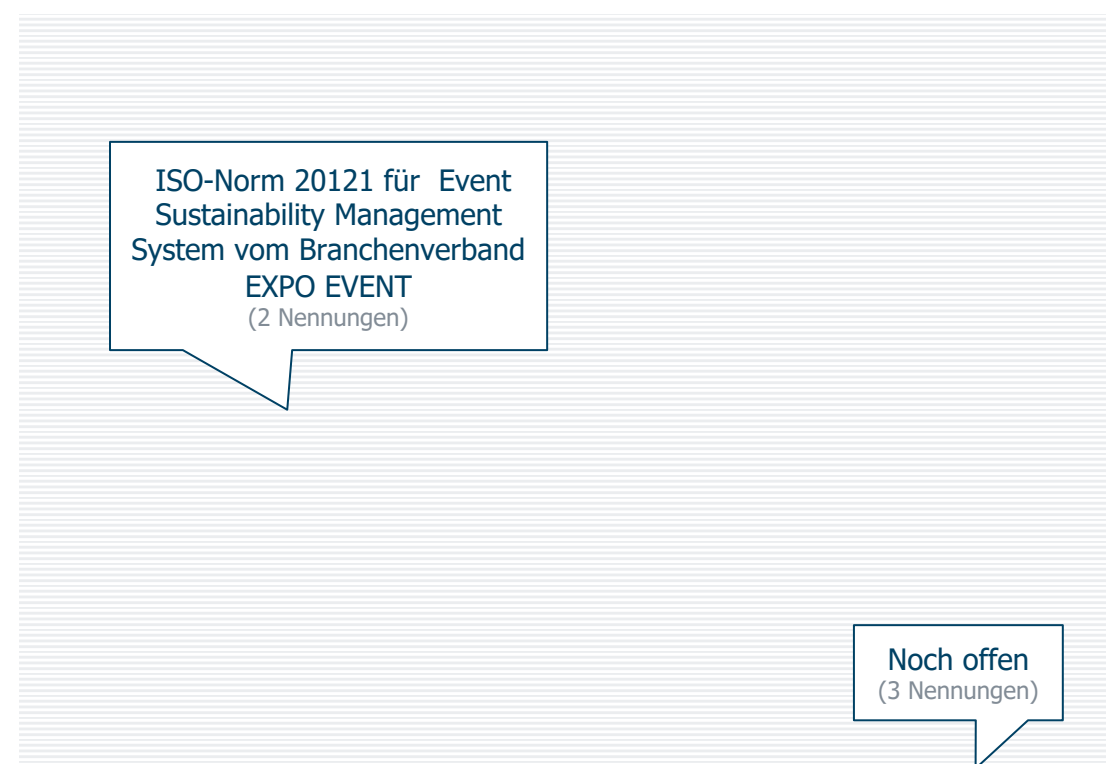 ISO-Norm 20121 für Event
Sustainability Management
System vom Branchenverband
EXPO EVENT
(2 Nennungen)
Noch offen
(3 Nennungen)